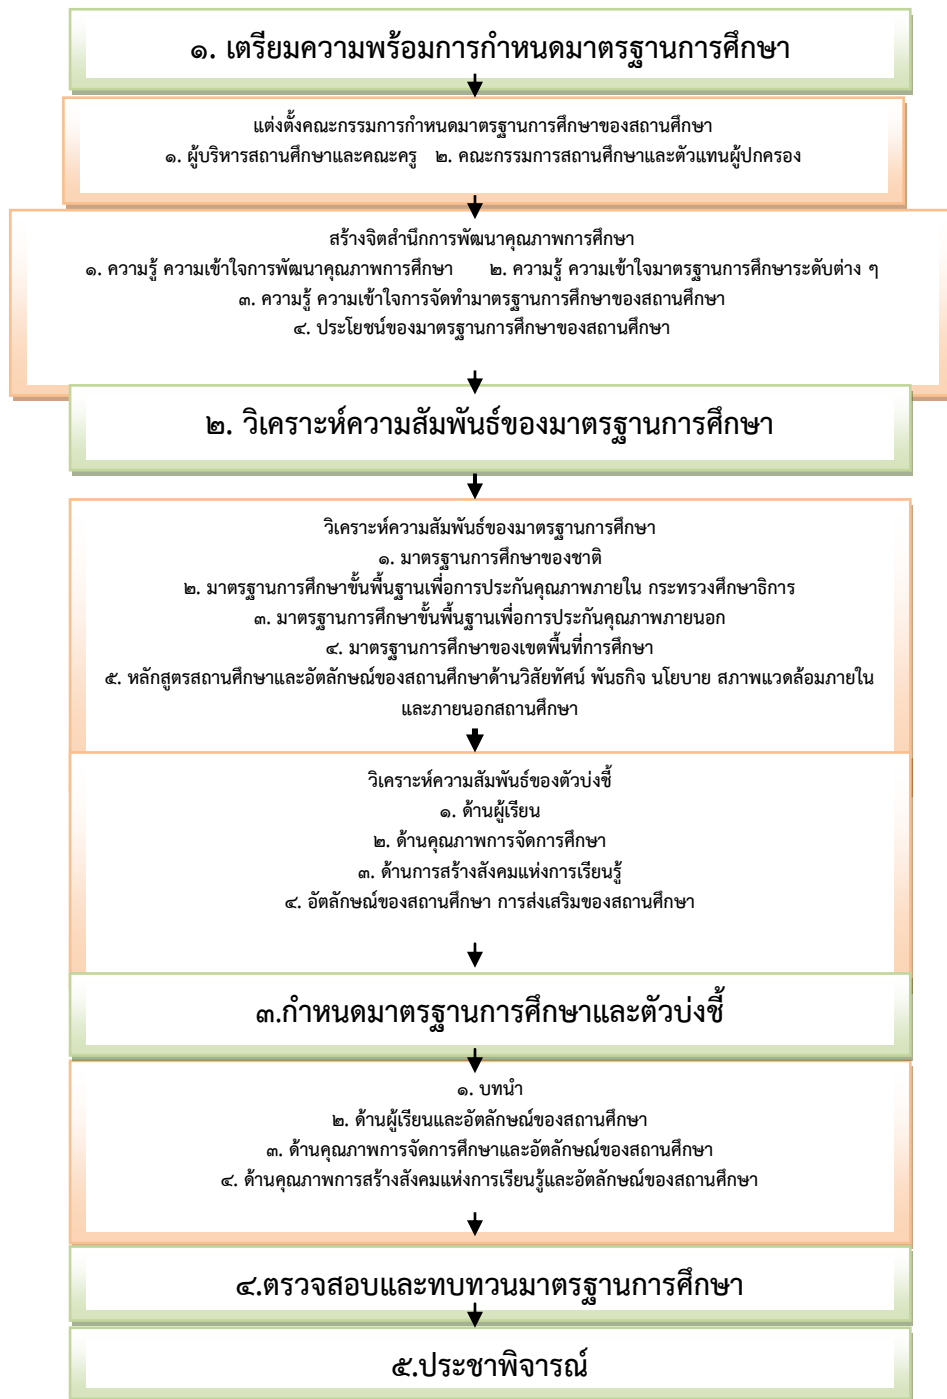 ๑. เตรียมความพร้อมการกำหนดมาตรฐานการศึกษา
แต่งตั้งคณะกรรมการกำหนดมาตรฐานการศึกษาของสถานศึกษา
๑. ผู้บริหารสถานศึกษาและคณะครู ๒. คณะกรรมการสถานศึกษาและตัวแทนผู้ปกครอง
สร้างจิตสำนึกการพัฒนาคุณภาพการศึกษา
๑. ความรู้ ความเข้าใจการพัฒนาคุณภาพการศึกษา ๒. ความรู้ ความเข้าใจมาตรฐานการศึกษาระดับต่าง ๆ
๓. ความรู้ ความเข้าใจการจัดทำมาตรฐานการศึกษาของสถานศึกษา
๔. ประโยชน์ของมาตรฐานการศึกษาของสถานศึกษา
๒. วิเคราะห์ความสัมพันธ์ของมาตรฐานการศึกษา
วิเคราะห์ความสัมพันธ์ของมาตรฐานการศึกษา
๑. มาตรฐานการศึกษาของชาติ
๒. มาตรฐานการศึกษาขั้นพื้นฐานเพื่อการประกันคุณภาพภายใน กระทรวงศึกษาธิการ
๓. มาตรฐานการศึกษาขั้นพื้นฐานเพื่อการประกันคุณภาพภายนอก
๔. มาตรฐานการศึกษาของเขตพื้นที่การศึกษา
๕. หลักสูตรสถานศึกษาและอัตลักษณ์ของสถานศึกษาด้านวิสัยทัศน์ พันธกิจ นโยบาย สภาพแวดล้อมภายใน
และภายนอกสถานศึกษา
วิเคราะห์ความสัมพันธ์ของตัวบ่งชี้
๑. ด้านผู้เรียน
๒. ด้านคุณภาพการจัดการศึกษา
๓. ด้านการสร้างสังคมแห่งการเรียนรู้
๔. อัตลักษณ์ของสถานศึกษา การส่งเสริมของสถานศึกษา
๓.กำหนดมาตรฐานการศึกษาและตัวบ่งชี้
๑. บทนำ
๒. ด้านผู้เรียนและอัตลักษณ์ของสถานศึกษา
๓. ด้านคุณภาพการจัดการศึกษาและอัตลักษณ์ของสถานศึกษา
๔. ด้านคุณภาพการสร้างสังคมแห่งการเรียนรู้และอัตลักษณ์ของสถานศึกษา
๔.ตรวจสอบและทบทวนมาตรฐานการศึกษา
๕.ประชาพิจารณ์